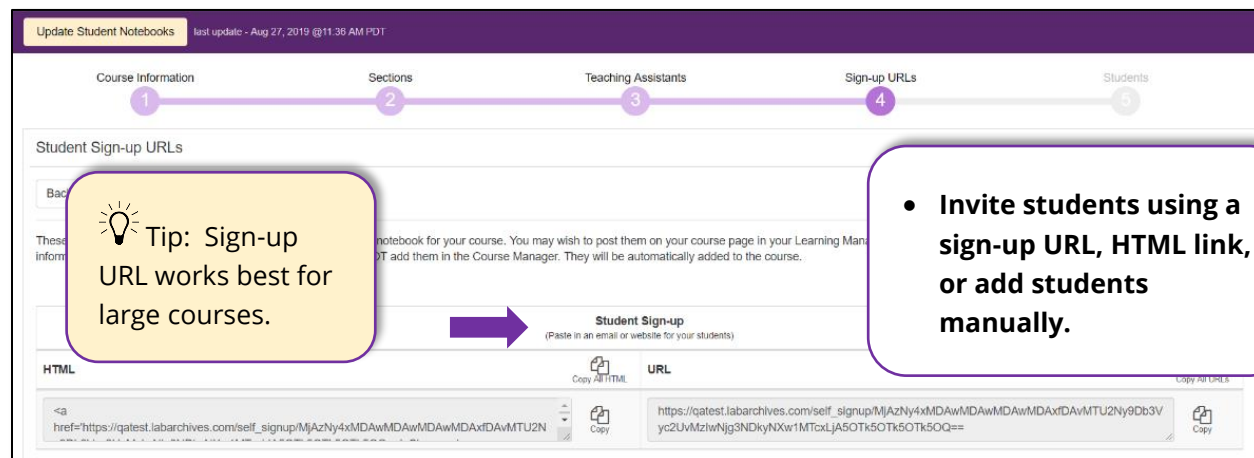 Update Student Notebooks last update - Aug 27, 2019 @11:36 AM PDT
Course Information Sections Teaching Assistants Sign-up URLs Students
1 2 3 4 5
Student Sign-up URLs
Tip: Sign-up
URL works best for
large courses.
• Invite students using a
sign-up URL, HTML link,
or add students
manually.
These notebook for your course. You may wish to post them on your course page in your Learning
add them in the Course Manager. They will be automatically added to the course.
Student Sign-up
(Paste in an email or website for your students)
HTML Copy All HTML URL Copy All URLs
<a
href='https://qatest.labarchives.com/self_signup/MjAzNy4xMDAwMDAwMDAwMDAxfDAvMTU2N
Copy
https://qatest.labarchives.com/self_signup/MjAzNy4xMDAwMDAwMDAwMDAxfDAvMTU2Ny9Db3V
yc2UvMzIwNjg3NDkyNXw1MTcxLjA5OTk5OTk5OTk5OQ==
Copy